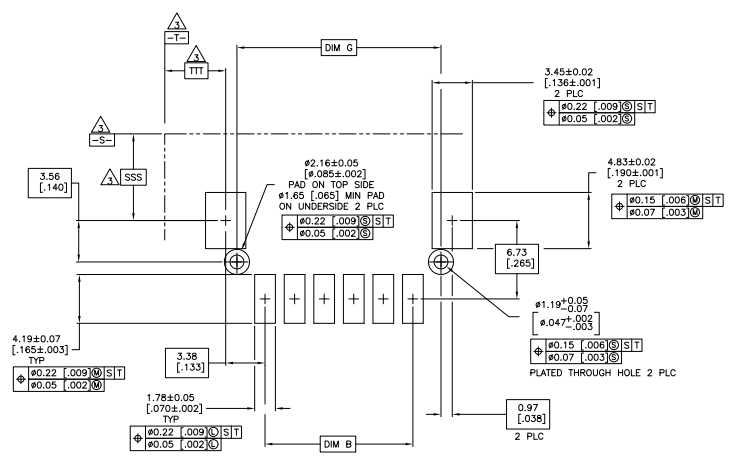 3
-T-
DIM G
3
TTT
3.45±0.02
[.136±.001]
2 PLC
⌖ ø0.22 [.009]Ⓢ S T
ø0.05 [.002]Ⓢ
3
-S-
3.56
[.140]
3 SSS
ø2.16±0.05
[ø.085±.002]
PAD ON TOP SIDE
ø1.65 [.065] MIN PAD
ON UNDERSIDE 2 PLC
⌖ ø0.22 [.009]Ⓢ S T
ø0.05 [.002]Ⓢ
4.83±0.02
[.190±.001]
2 PLC
⌖ ø0.15 [.006]Ⓜ S T
ø0.07 [.003]Ⓜ
6.73
[.265]
ø1.19+0.05
-0.07
[ø.047+.002
-.003]
⌖ ø0.15 [.006]Ⓢ S T
ø0.07 [.003]Ⓢ
PLATED THROUGH HOLE 2 PLC
4.19±0.07
[.165±.003]
TYP
⌖ ø0.22 [.009]Ⓜ S T
ø0.05 [.002]Ⓜ
3.38
[.133]
1.78±0.05
[.070±.002]
TYP
⌖ ø0.22 [.009]Ⓛ S T
ø0.05 [.002]Ⓛ
DIM B
0.97
[.038]
2 PLC